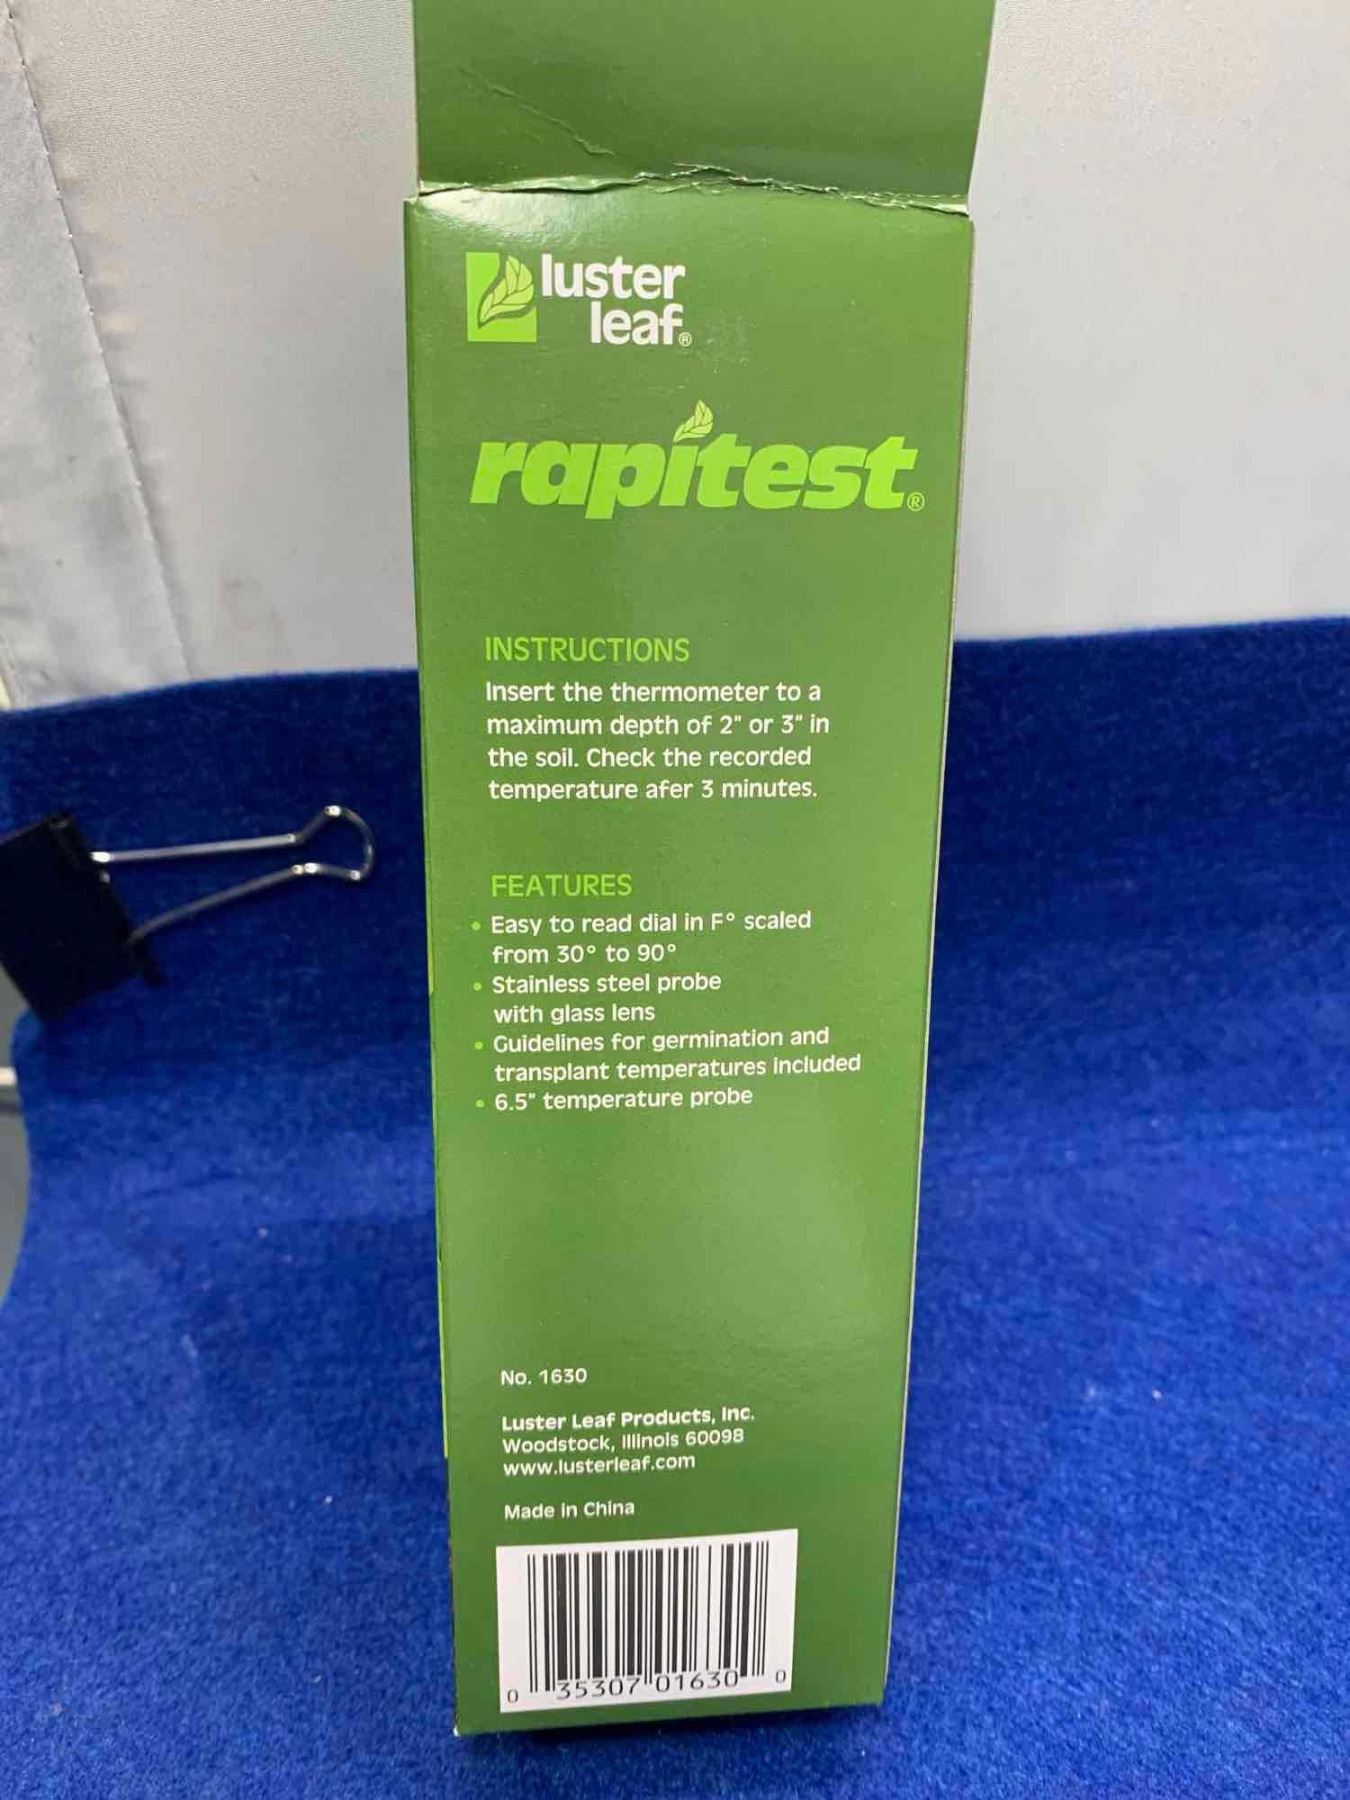 luster
leaf®
rapitest®
INSTRUCTIONS
Insert the thermometer to a
maximum depth of 2" or 3" in
the soil. Check the recorded
temperature afer 3 minutes.
FEATURES
• Easy to read dial in F° scaled
from 30° to 90°
• Stainless steel probe
with glass lens
• Guidelines for germination and
transplant temperatures included
• 6.5" temperature probe
No. 1630
Luster Leaf Products, Inc.
Woodstock, Illinois 60098
www.lusterleaf.com
Made in China
0 35307 01630 0